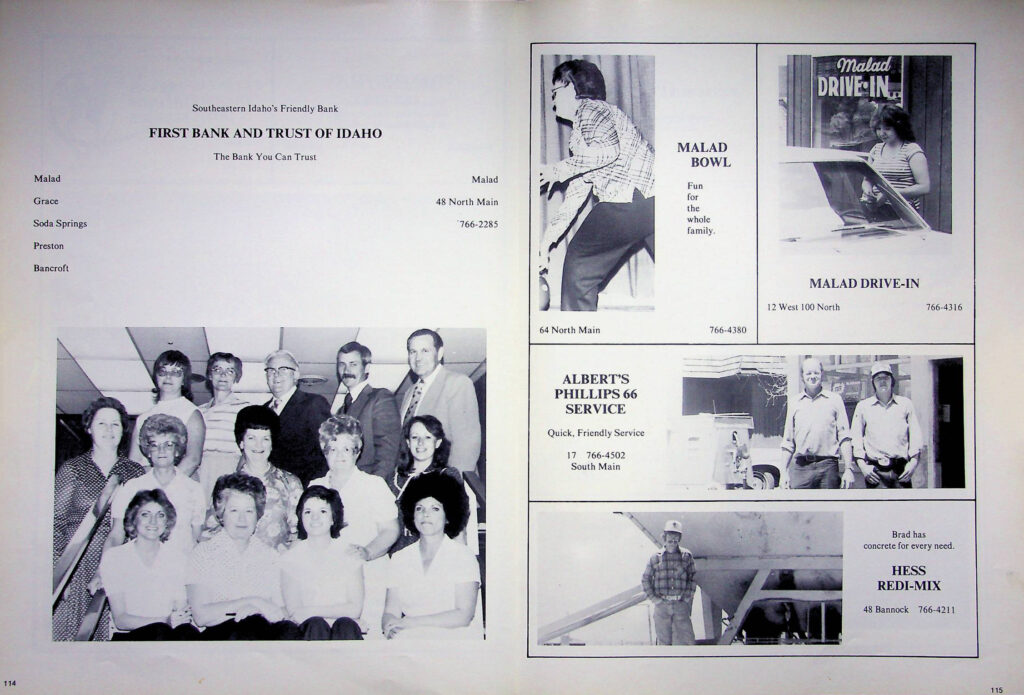 Southeastern Idaho's Friendly Bank
FIRST BANK AND TRUST OF IDAHO
The Bank You Can Trust
Malad
Grace
Soda Springs
Preston
Bancroft
Malad
48 North Main
766-2285
114
MALAD
BOWL
Fun
for
the
whole
family.
64 North Main
766-4380
Malad
DRIVE-IN
MALAD DRIVE-IN
12 West 100 North
766-4316
ALBERT'S
PHILLIPS 66
SERVICE
Quick, Friendly Service
17 766-4502
South Main
Brad has
concrete for every need.
HESS
REDI-MIX
48 Bannock 766-4211
115